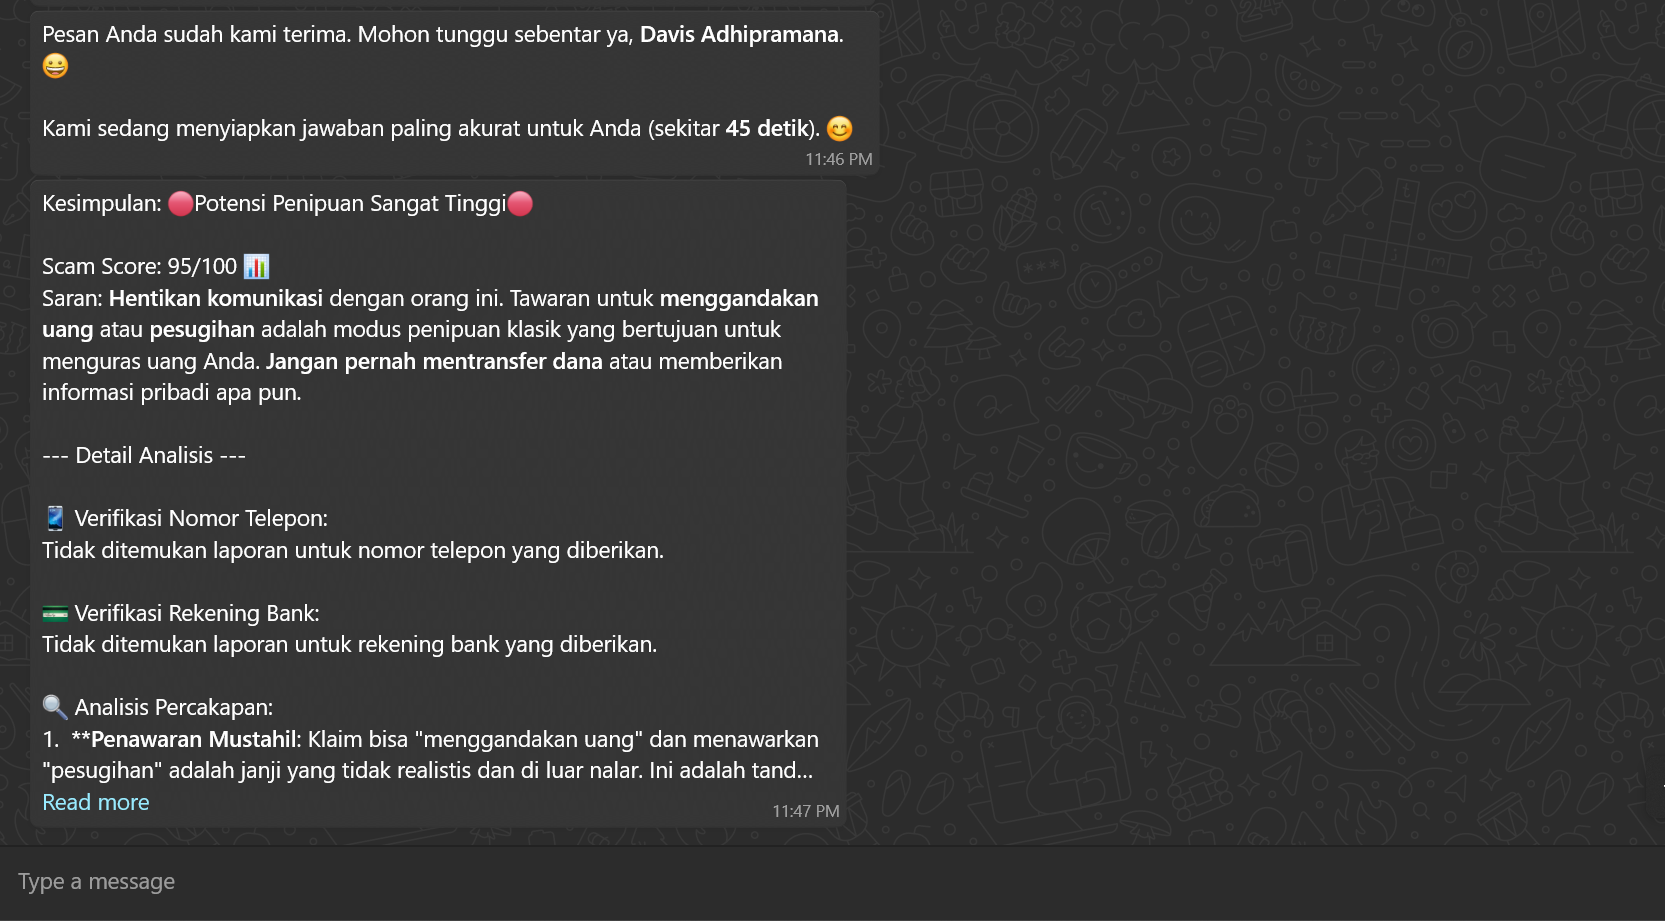 Pesan Anda sudah kami terima. Mohon tunggu sebentar ya, Davis Adhipramana.
😀
Kami sedang menyiapkan jawaban paling akurat untuk Anda (sekitar 45 detik). 😊
11:46 PM
Kesimpulan: 🔴Potensi Penipuan Sangat Tinggi🔴
Scam Score: 95/100 📊
Saran: Hentikan komunikasi dengan orang ini. Tawaran untuk menggandakan
uang atau pesugihan adalah modus penipuan klasik yang bertujuan untuk
menguras uang Anda. Jangan pernah mentransfer dana atau memberikan
informasi pribadi apa pun.
--- Detail Analisis ---
📱 Verifikasi Nomor Telepon:
Tidak ditemukan laporan untuk nomor telepon yang diberikan.
💳 Verifikasi Rekening Bank:
Tidak ditemukan laporan untuk rekening bank yang diberikan.
🔍 Analisis Percakapan:
1. **Penawaran Mustahil: Klaim bisa "menggandakan uang" dan menawarkan
"pesugihan" adalah janji yang tidak realistis dan di luar nalar. Ini adalah tand...
Read more
11:47 PM
Type a message